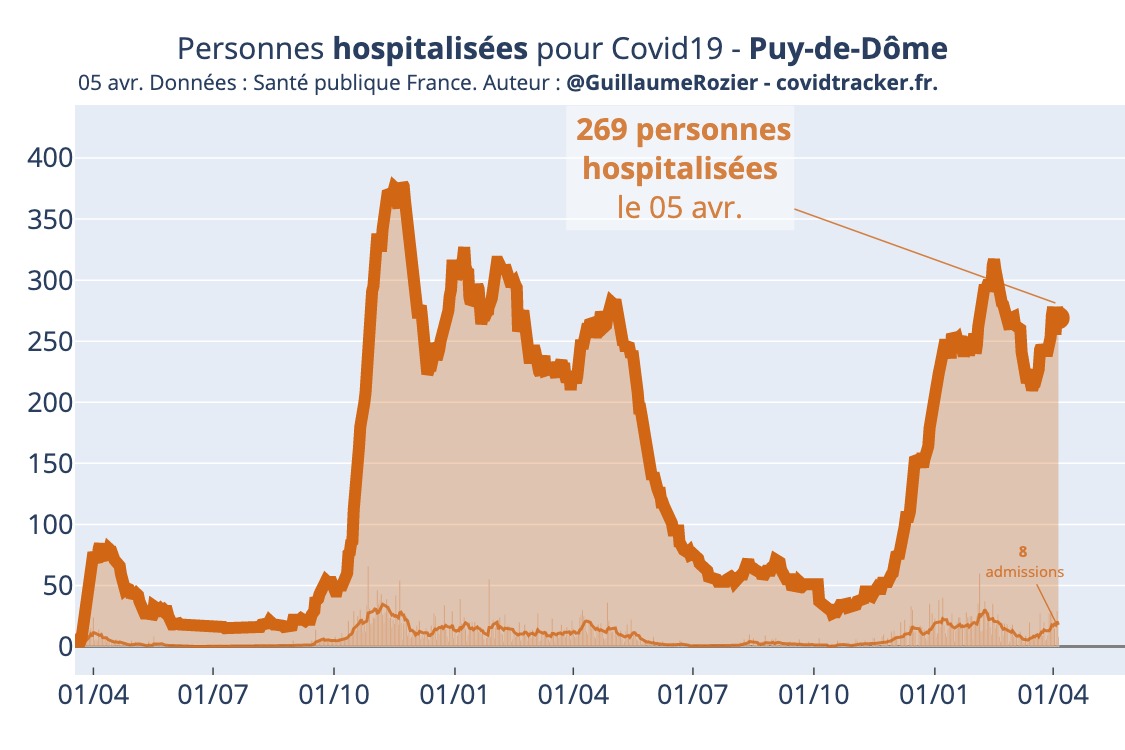 Personnes hospitalisées pour Covid19 - Puy-de-Dôme
05 avr. Données : Santé publique France. Auteur : @GuillaumeRozier - covidtracker.fr.
269 personnes
hospitalisées
le 05 avr.
400
350
300
250
200
150
100
50
0
8
admissions
01/04 01/07 01/10 01/01 01/04 01/07 01/10 01/01 01/04